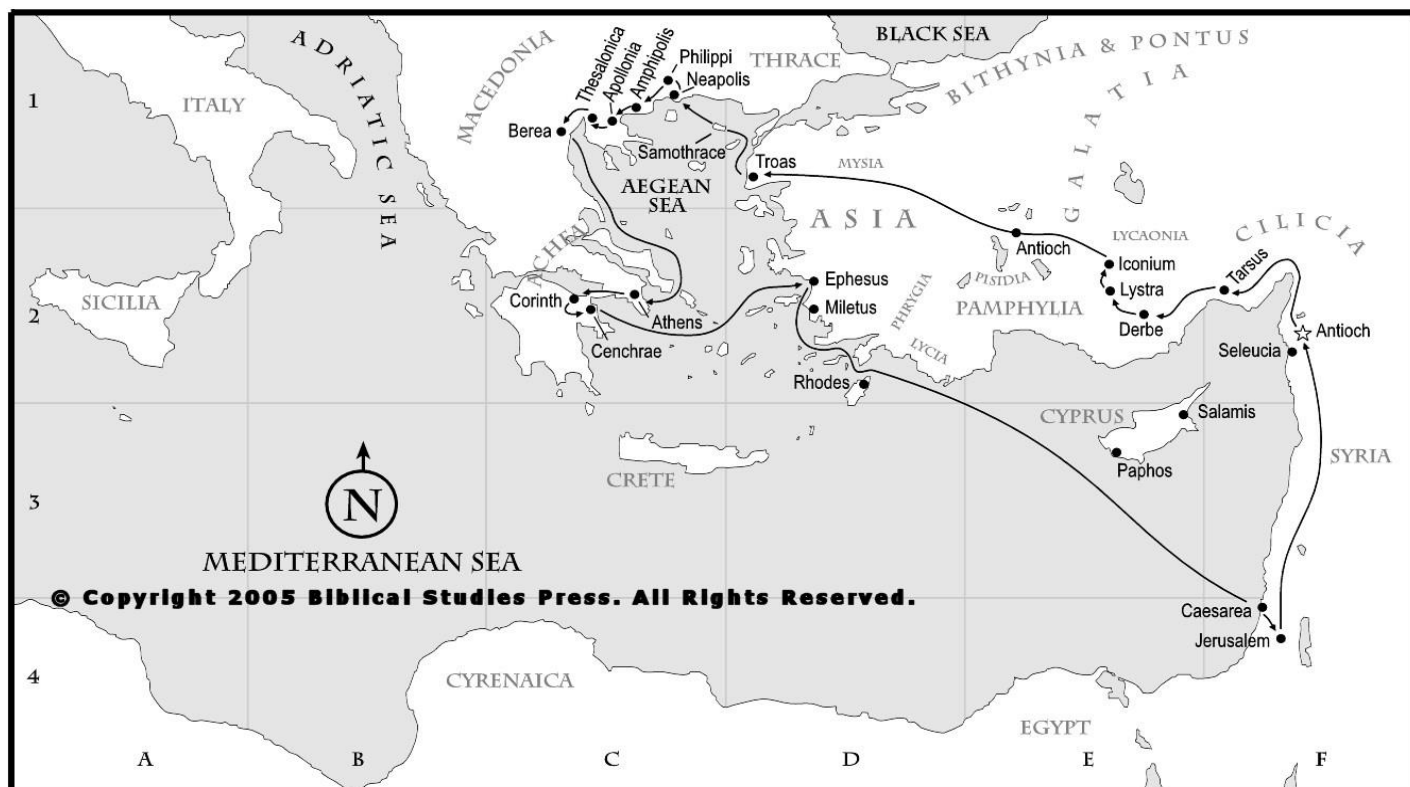 BLACK SEA
ADRIATIC SEA
MACEDONIA
THRACE
BITHYNIA & PONTUS
GALATIA
ITALY
1
Thesalonica
Apollonia
Amphipolis
Philippi
Neapolis
Berea
Samothrace
Troas
MYSIA
AEGEAN
SEA
ASIA
ACHEA
Antioch
LYCAONIA
CILICIA
Iconium
Tarsus
PISIDIA
Ephesus
Lystra
SICILIA
Corinth
PHRYGIA
PAMPHYLIA
2
Miletus
Athens
Derbe
Antioch
Cenchrae
LYCIA
Seleucia
Rhodes
CYPRUS
Salamis
SYRIA
Paphos
CRETE
3
N
MEDITERRANEAN SEA
© Copyright 2005 Biblical Studies Press. All Rights Reserved.
Caesarea
Jerusalem
4
CYRENAICA
EGYPT
A B C D E F